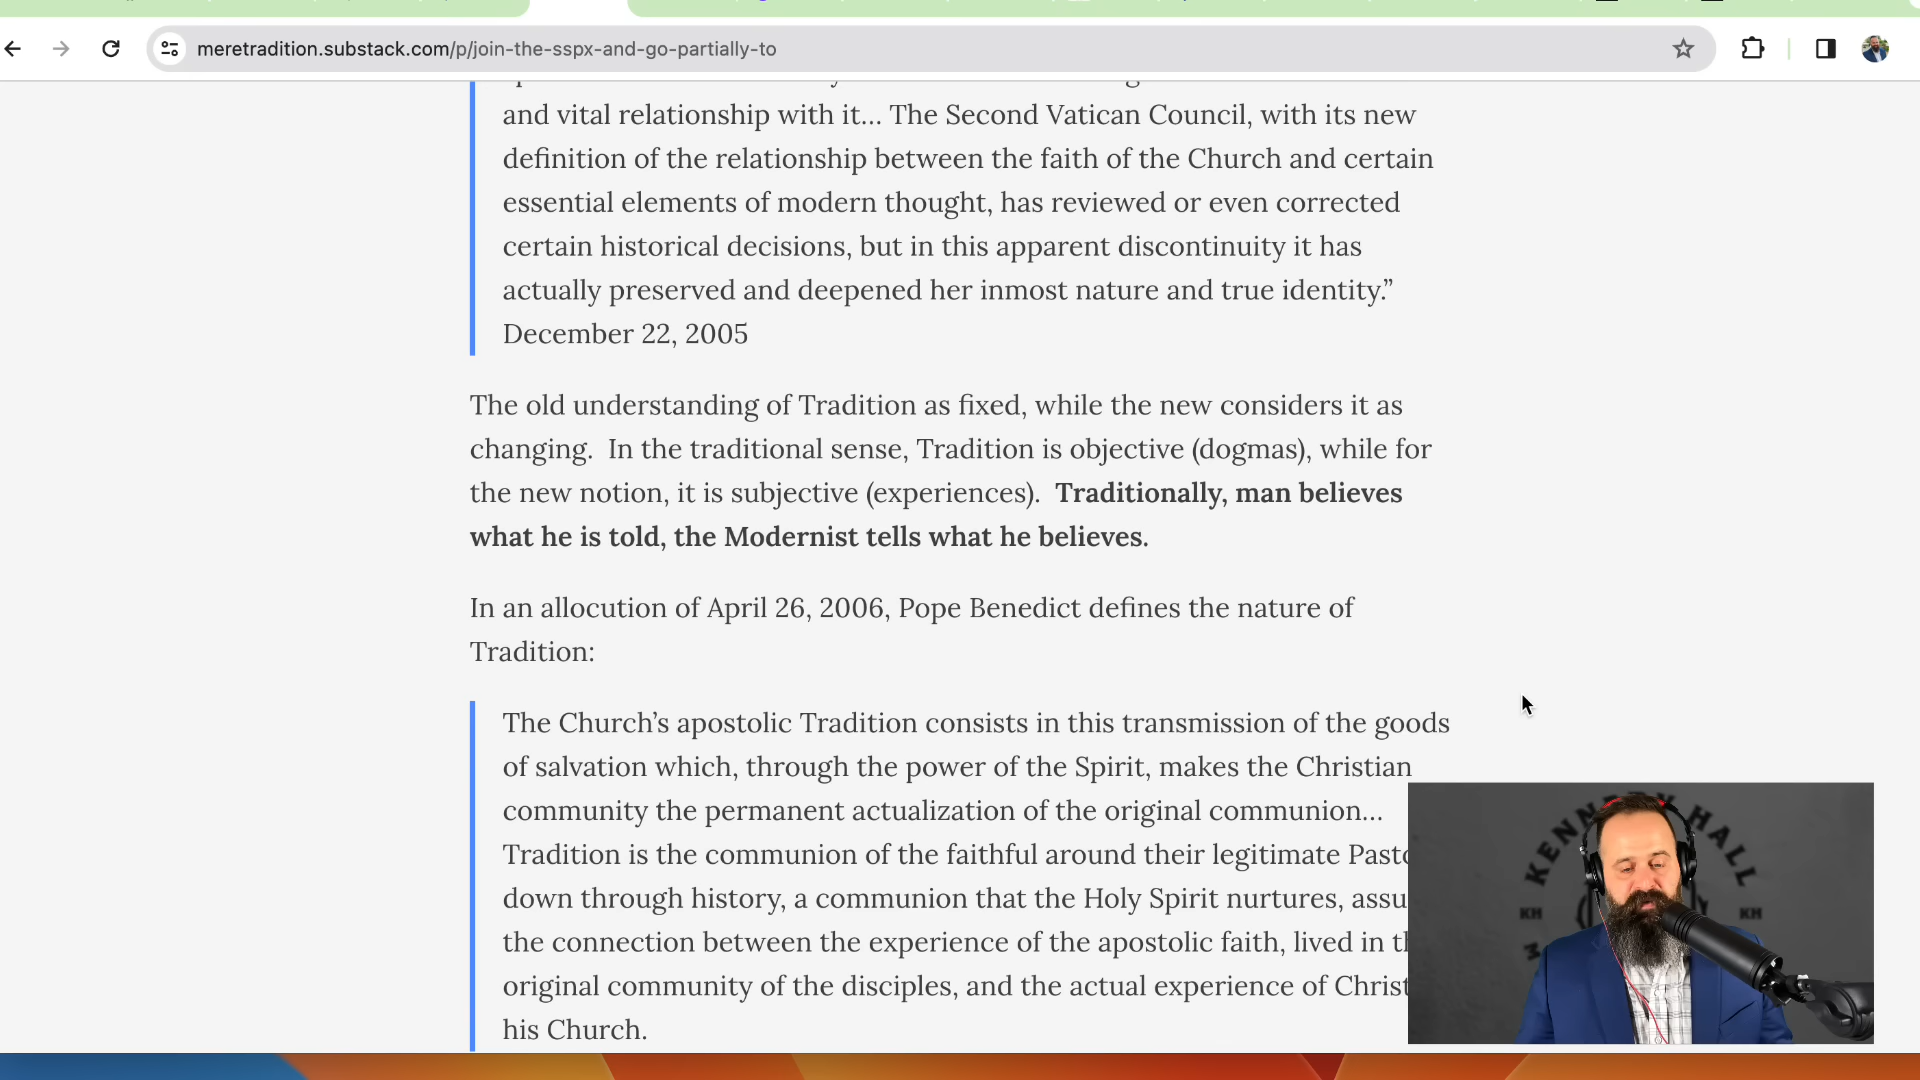 meretradition.substack.com/p/join-the-sspx-and-go-partially-to
and vital relationship with it… The Second Vatican Council, with its new
definition of the relationship between the faith of the Church and certain
essential elements of modern thought, has reviewed or even corrected
certain historical decisions, but in this apparent discontinuity it has
actually preserved and deepened her inmost nature and true identity.”
December 22, 2005
The old understanding of Tradition as fixed, while the new considers it as
changing.  In the traditional sense, Tradition is objective (dogmas), while for
the new notion, it is subjective (experiences).  Traditionally, man believes
what he is told, the Modernist tells what he believes.
In an allocution of April 26, 2006, Pope Benedict defines the nature of
Tradition:
The Church’s apostolic Tradition consists in this transmission of the goods
of salvation which, through the power of the Spirit, makes the Christian
community the permanent actualization of the original communion…
Tradition is the communion of the faithful around their legitimate
down through history, a communion that the Holy Spirit nurtures,
the connection between the experience of the apostolic faith, lived in
original community of the disciples, and the actual experience of Christ
his Church.
KENNEDY HALL
KH KH